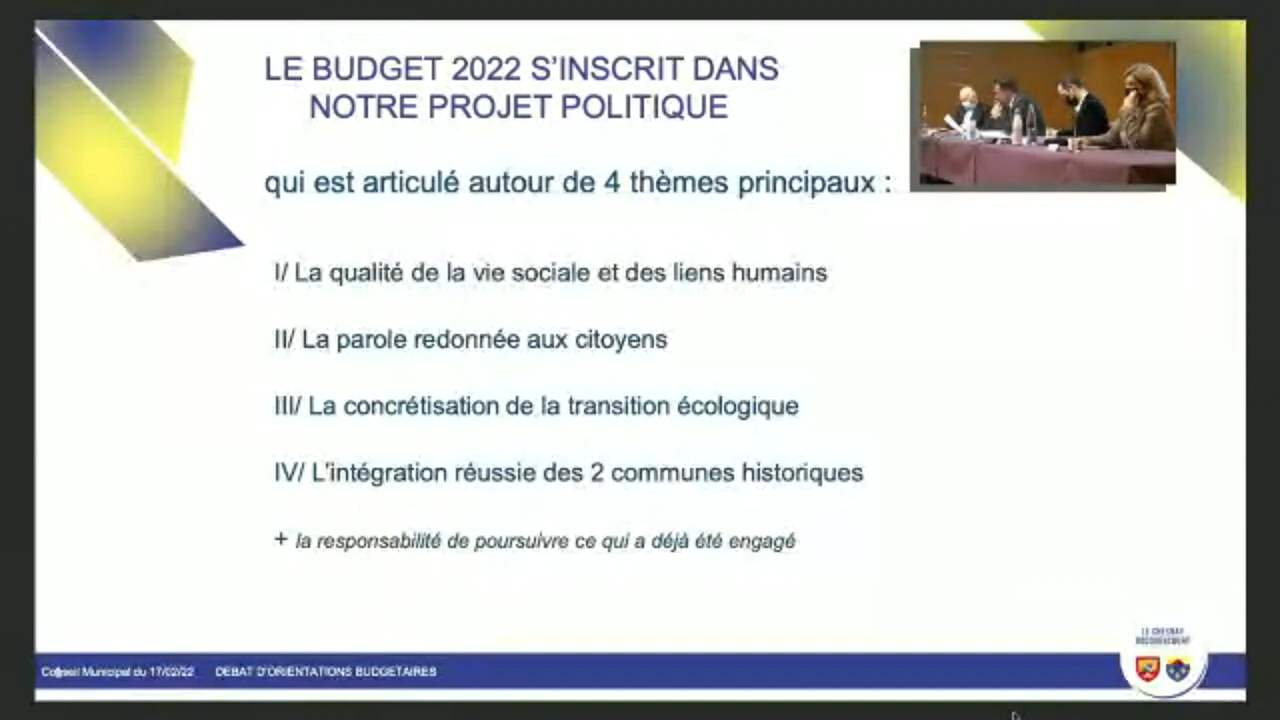 LE BUDGET 2022 S'INSCRIT DANS
NOTRE PROJET POLITIQUE
qui est articulé autour de 4 thèmes principaux :
I/ La qualité de la vie sociale et des liens humains
II/ La parole redonnée aux citoyens
III/ La concrétisation de la transition écologique
IV/ L'intégration réussie des 2 communes historiques
+ la responsabilité de poursuivre ce qui a déjà été engagé
Conseil Municipal du 17/02/22 DEBAT D'ORIENTATIONS BUDGETAIRES
LE CHESNAY
ROCQUENCOURT